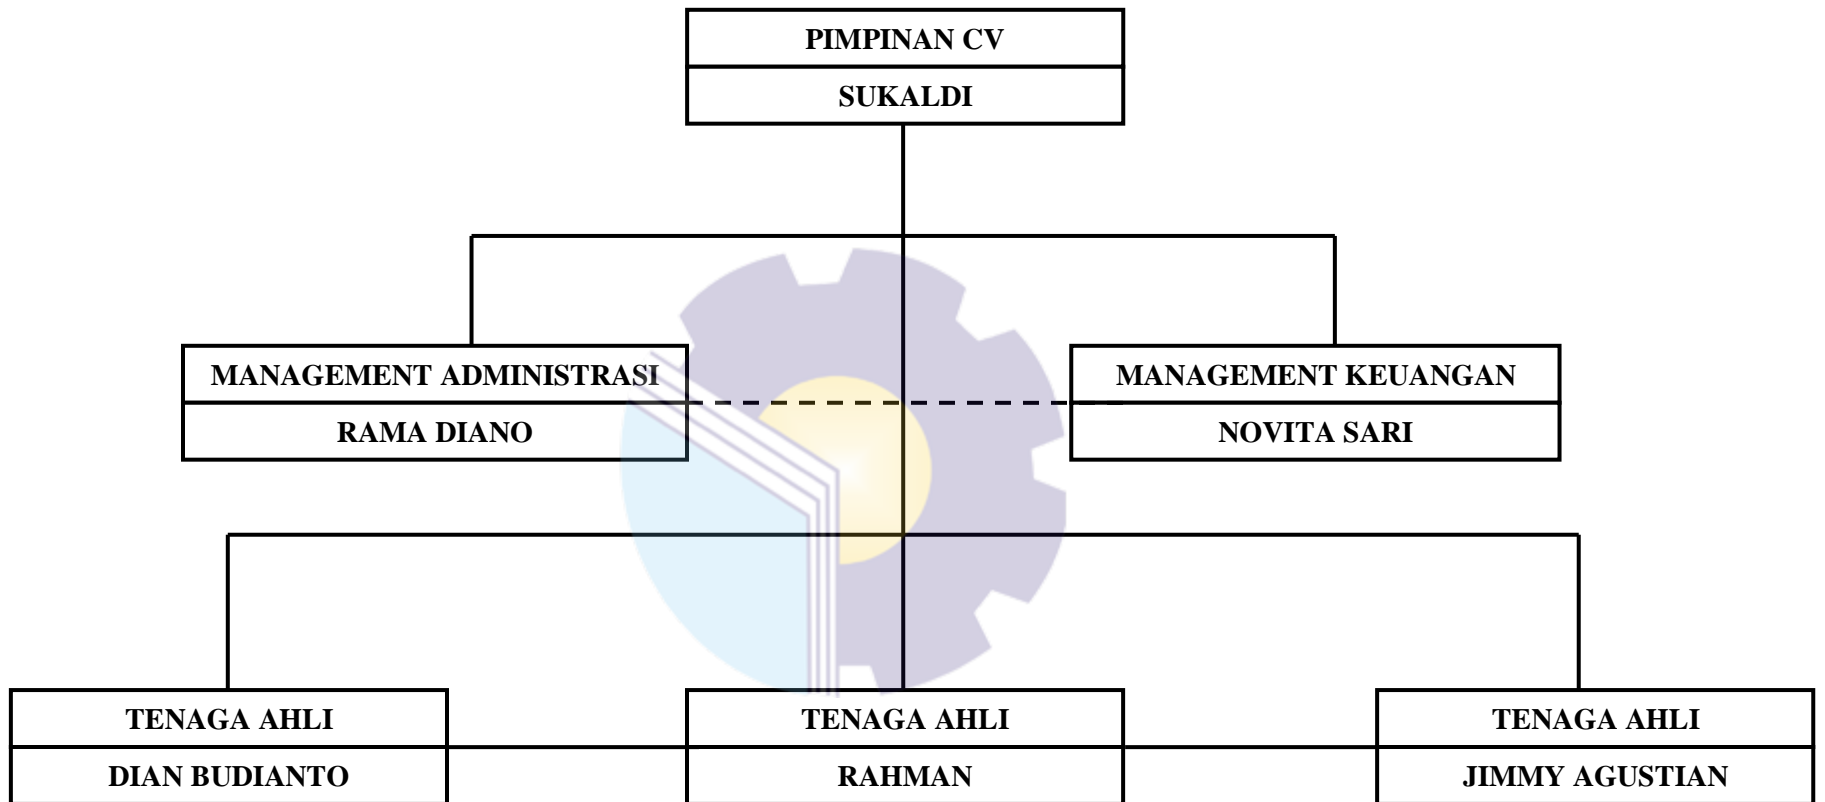 PIMPINAN CV
SUKALDI
MANAGEMENT ADMINISTRASI
RAMA DIANO
MANAGEMENT KEUANGAN
NOVITA SARI
TENAGA AHLI
DIAN BUDIANTO
TENAGA AHLI
RAHMAN
TENAGA AHLI
JIMMY AGUSTIAN